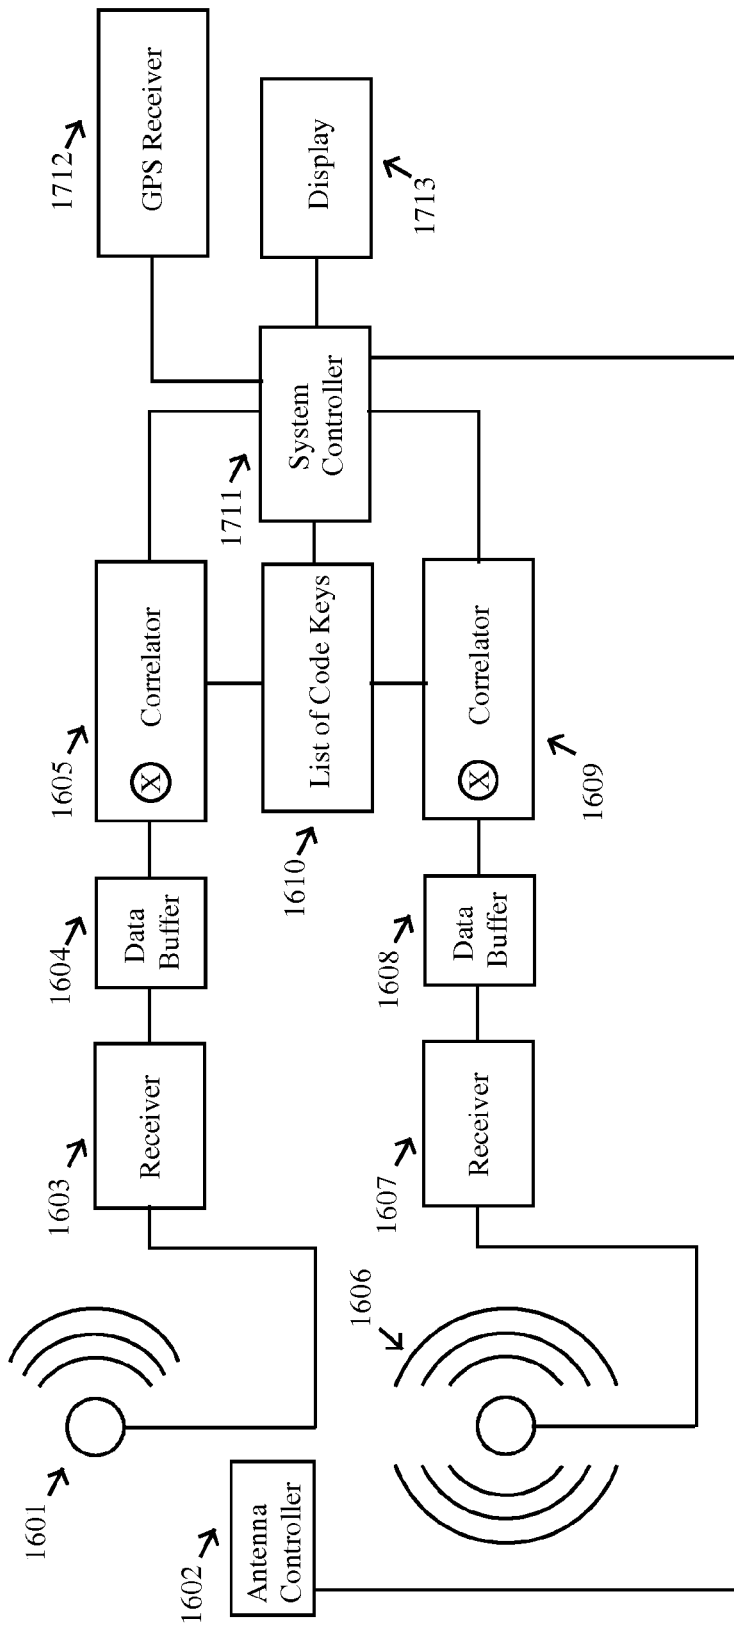 1601
1602
Antenna
Controller
1603
Receiver
1604
Data
Buffer
1605
X
Correlator
1606
1607
Receiver
1608
Data
Buffer
1609
X
Correlator
1610
List of Code Keys
1711
System
Controller
1712
GPS Receiver
1713
Display